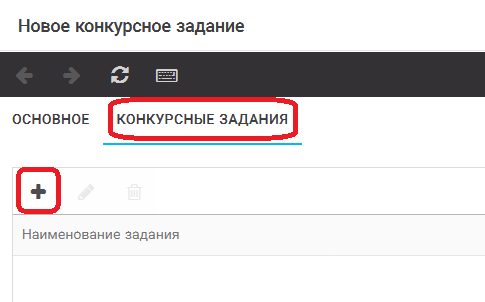 Новое конкурсное задание
ОСНОВНОЕ КОНКУРСНЫЕ ЗАДАНИЯ
Наименование задания